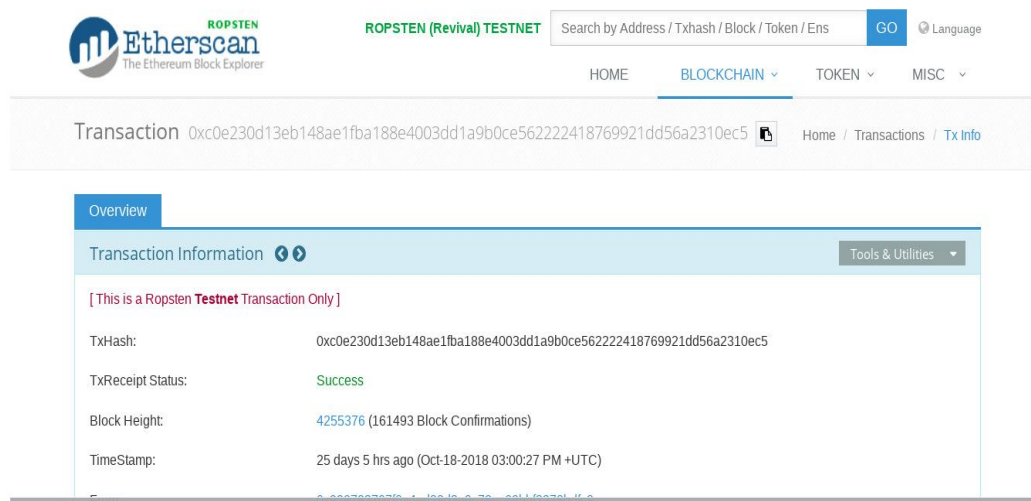 ROPSTEN
Etherscan
The Ethereum Block Explorer
ROPSTEN (Revival) TESTNET
Search by Address / Txhash / Block / Token / Ens
GO
Language
HOME
BLOCKCHAIN
TOKEN
MISC
Transaction 0xc0e230d13eb148ae1fba188e4003dd1a9b0ce562222418769921dd56a2310ec5
Home / Transactions / Tx Info
Overview
Transaction Information
Tools & Utilities
[ This is a Ropsten Testnet Transaction Only ]
TxHash: 0xc0e230d13eb148ae1fba188e4003dd1a9b0ce562222418769921dd56a2310ec5
TxReceipt Status: Success
Block Height: 4255376 (161493 Block Confirmations)
TimeStamp: 25 days 5 hrs ago (Oct-18-2018 03:00:27 PM +UTC)